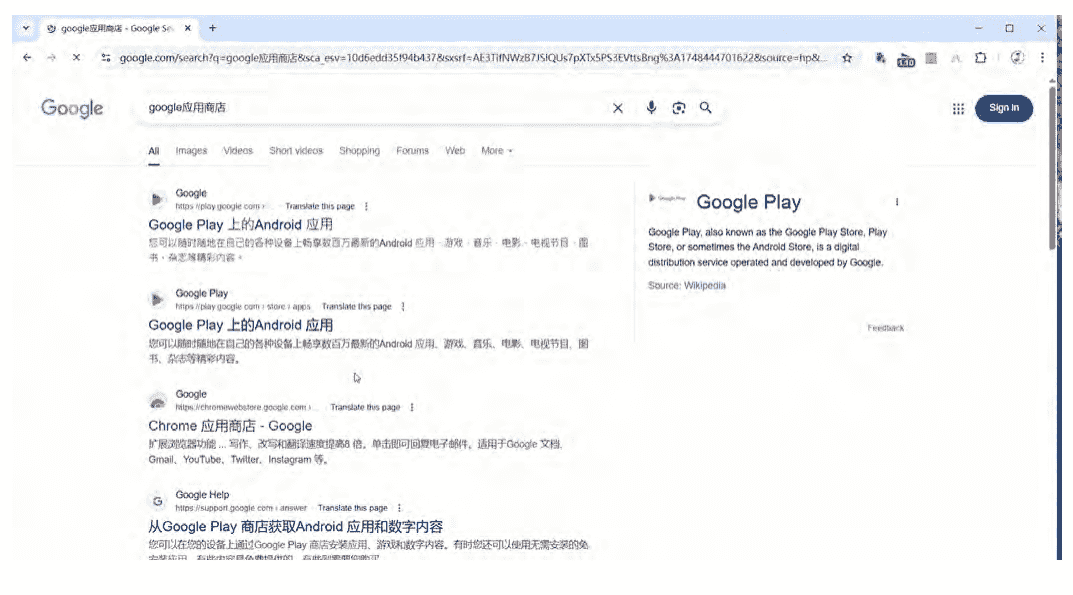 google应用商店 - Google Se
google.com/search?q=google应用商店&sca_esv=10d6edd35f94b437&sxsrf=AE3TifNWzB7JSlQUs7pXTx5PS3EVttsBng%3A1748444701622&source=hp&...
Google
google应用商店
Sign in
All Images Videos Short videos Shopping Forums Web More
Google
https://play.google.com › Translate this page
Google Play 上的Android 应用
您可以随时随地在自己的各种设备上畅享数百万最新的Android 应用、游戏、音乐、电影、电视节目、图
书、杂志等精彩内容。
Google Play
https://play.google.com › store › apps Translate this page
Google Play 上的Android 应用
您可以随时随地在自己的各种设备上畅享数百万最新的Android 应用、游戏、音乐、电影、电视节目、图
书、杂志等精彩内容。
Google
https://chromewebstore.google.com › ... Translate this page
Chrome 应用商店 - Google
扩展浏览器功能 ... 写作、改写和翻译速度提高8 倍。单击即可回复电子邮件。适用于Google 文档、
Gmail、YouTube、Twitter、Instagram 等。
Google Help
https://support.google.com › answer Translate this page
从Google Play 商店获取Android 应用和数字内容
您可以在您的设备上通过Google Play 商店安装应用、游戏和数字内容。有时您还可以使用无需安装的免
Google Play
Google Play
Google Play, also known as the Google Play Store, Play
Store, or sometimes the Android Store, is a digital
distribution service operated and developed by Google.
Source: Wikipedia
Feedback